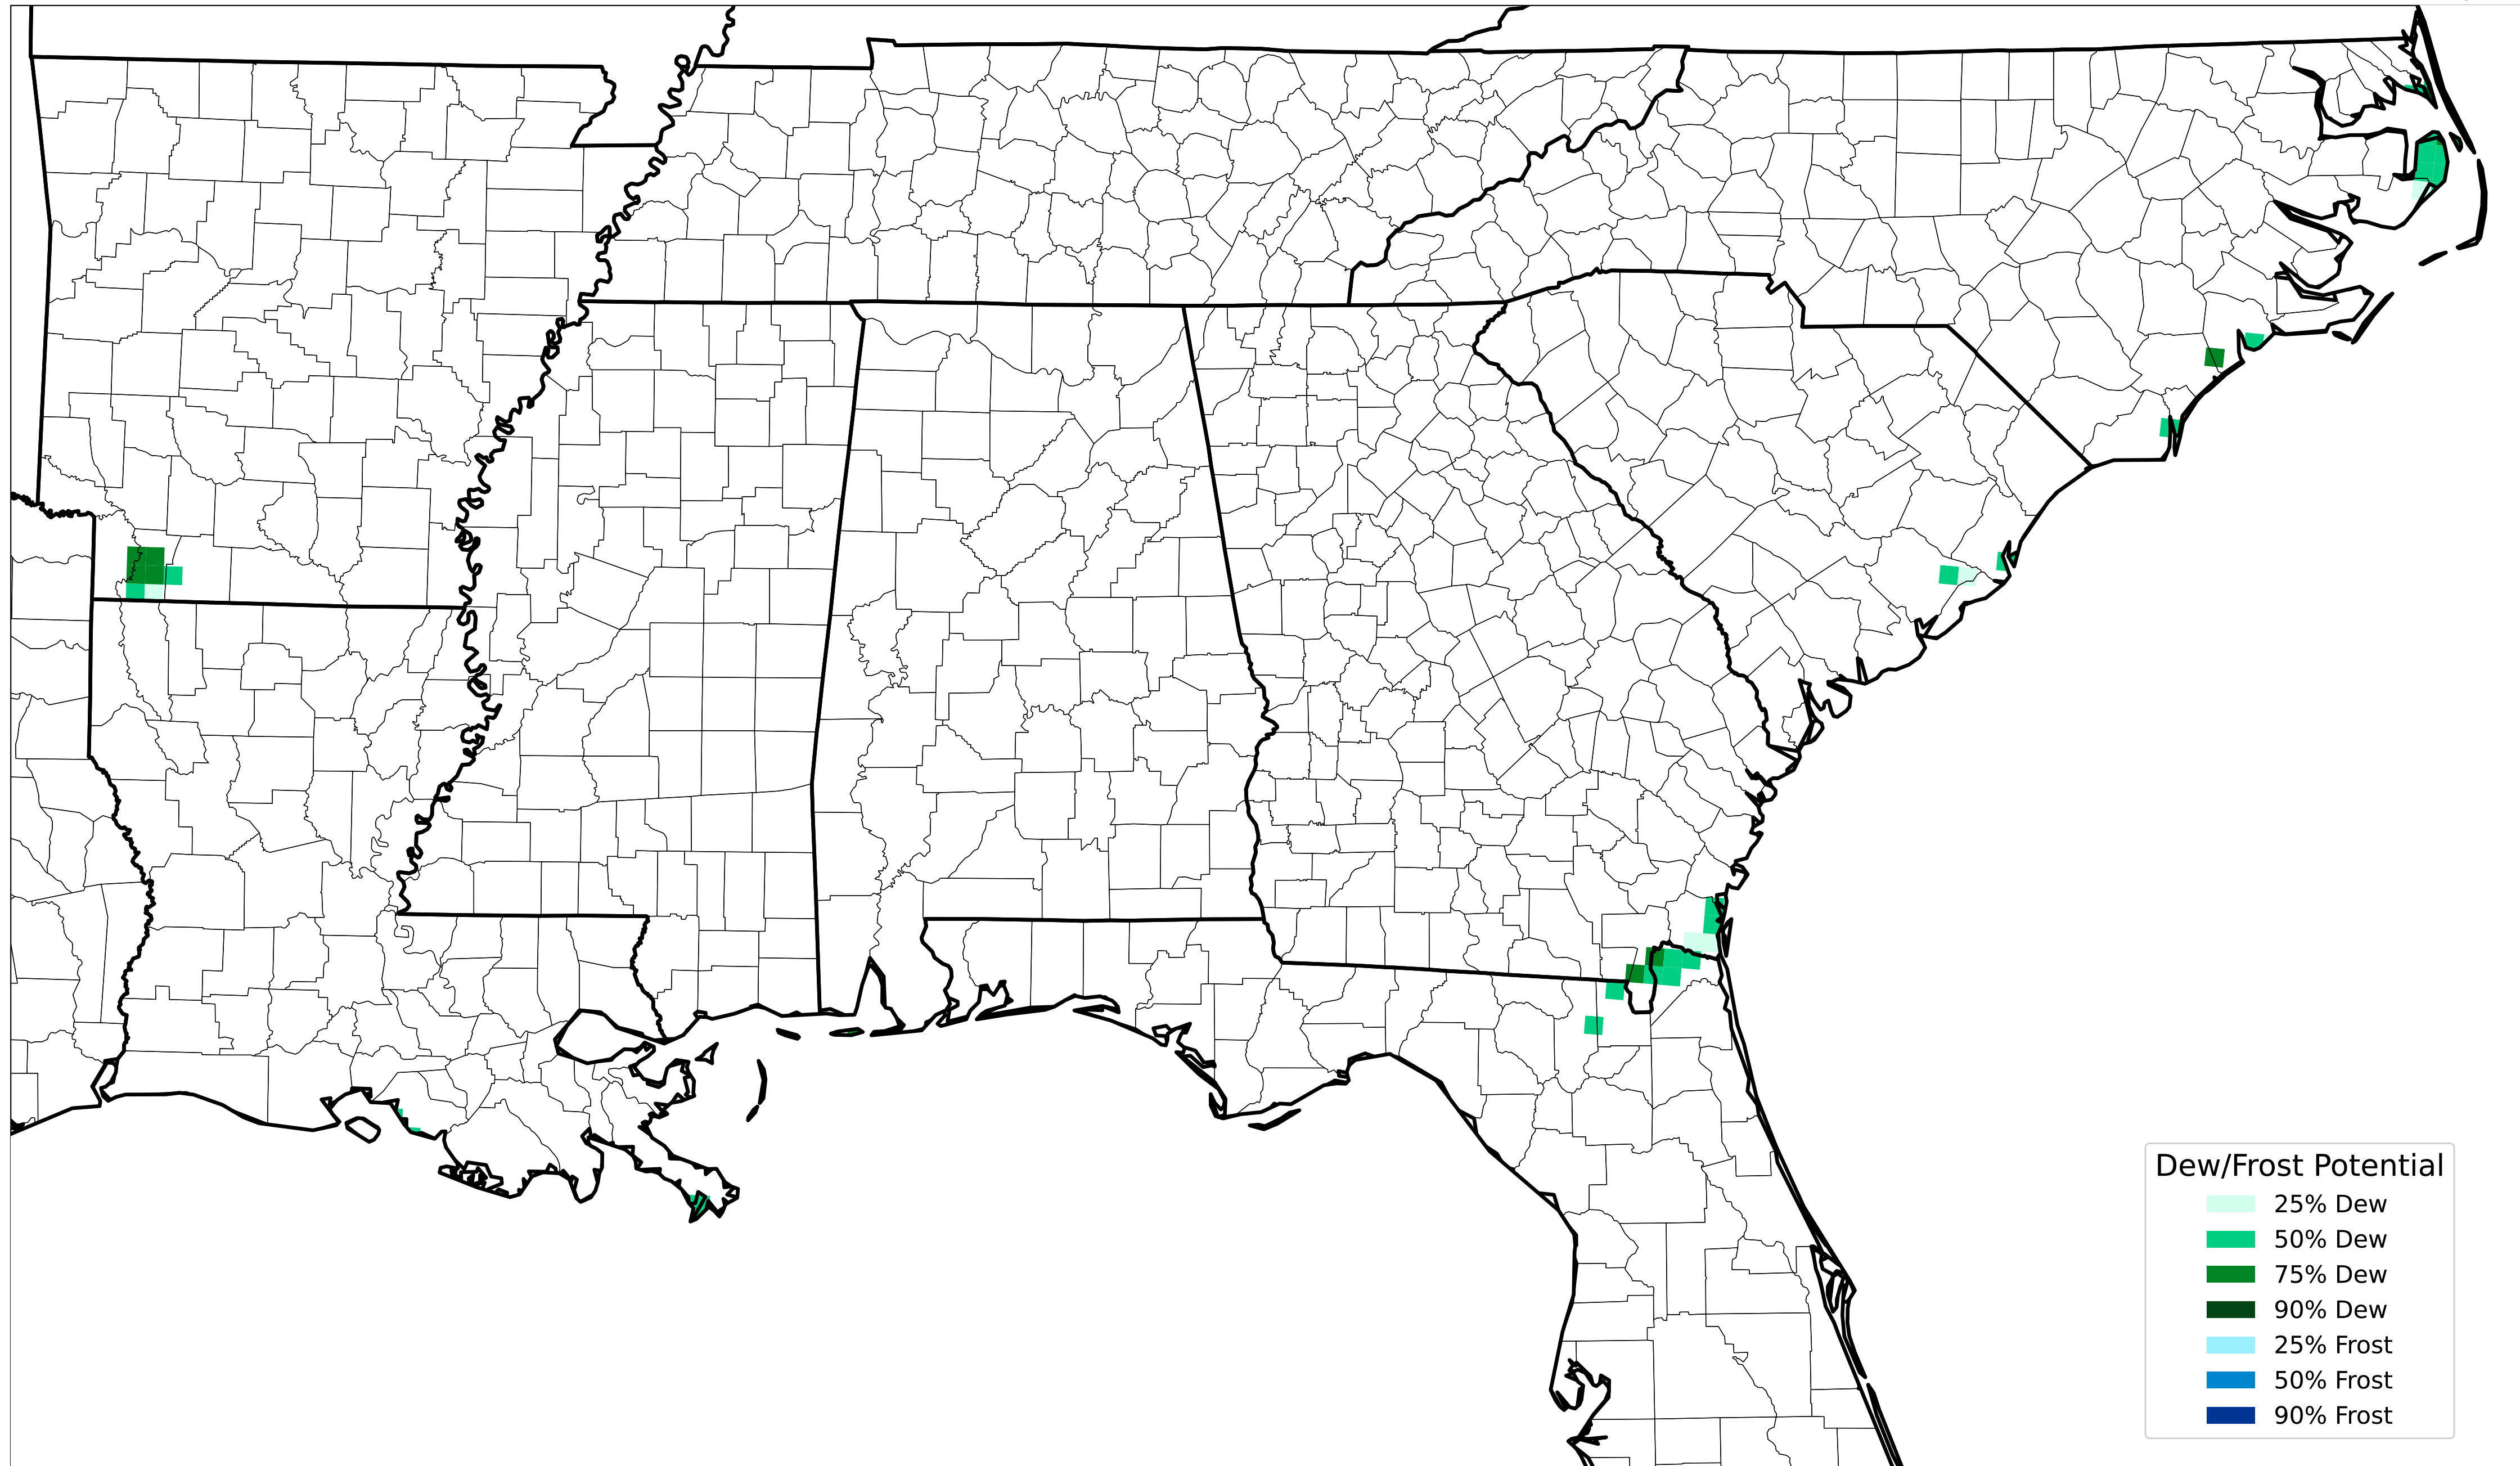 Dew/Frost Potential
25% Dew
50% Dew
75% Dew
90% Dew
25% Frost
50% Frost
90% Frost